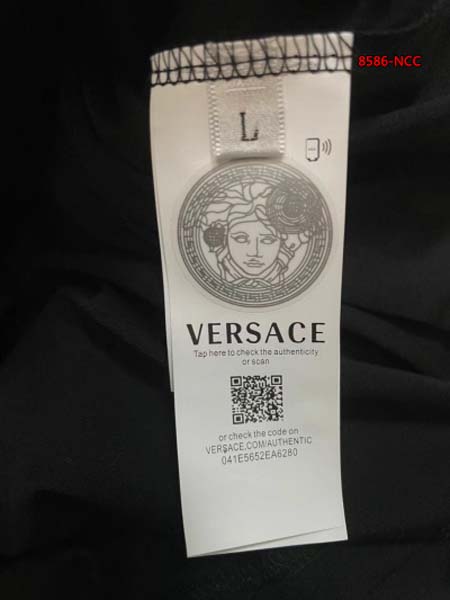 8586-NCC
L
VERSACE
Tap here to check the authenticity
or scan
or check the code on
VERSACE.COM/AUTHENTIC
041E5652EA6280